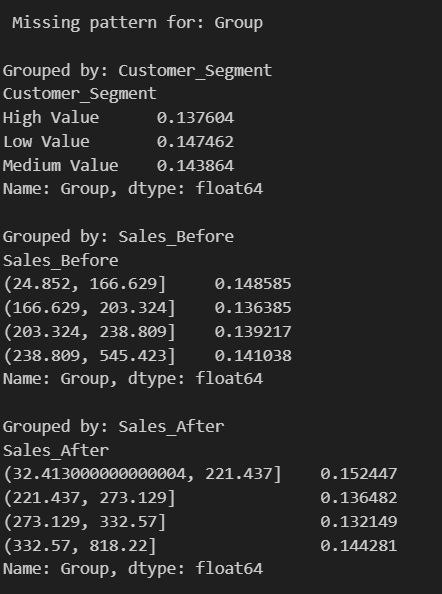 Missing pattern for: Group
Grouped by: Customer_Segment
Customer_Segment
High Value 0.137604
Low Value 0.147462
Medium Value 0.143864
Name: Group, dtype: float64
Grouped by: Sales_Before
Sales_Before
(24.852, 166.629] 0.148585
(166.629, 203.324] 0.136385
(203.324, 238.809] 0.139217
(238.809, 545.423] 0.141038
Name: Group, dtype: float64
Grouped by: Sales_After
Sales_After
(32.413000000000004, 221.437] 0.152447
(221.437, 273.129] 0.136482
(273.129, 332.57] 0.132149
(332.57, 818.22] 0.144281
Name: Group, dtype: float64